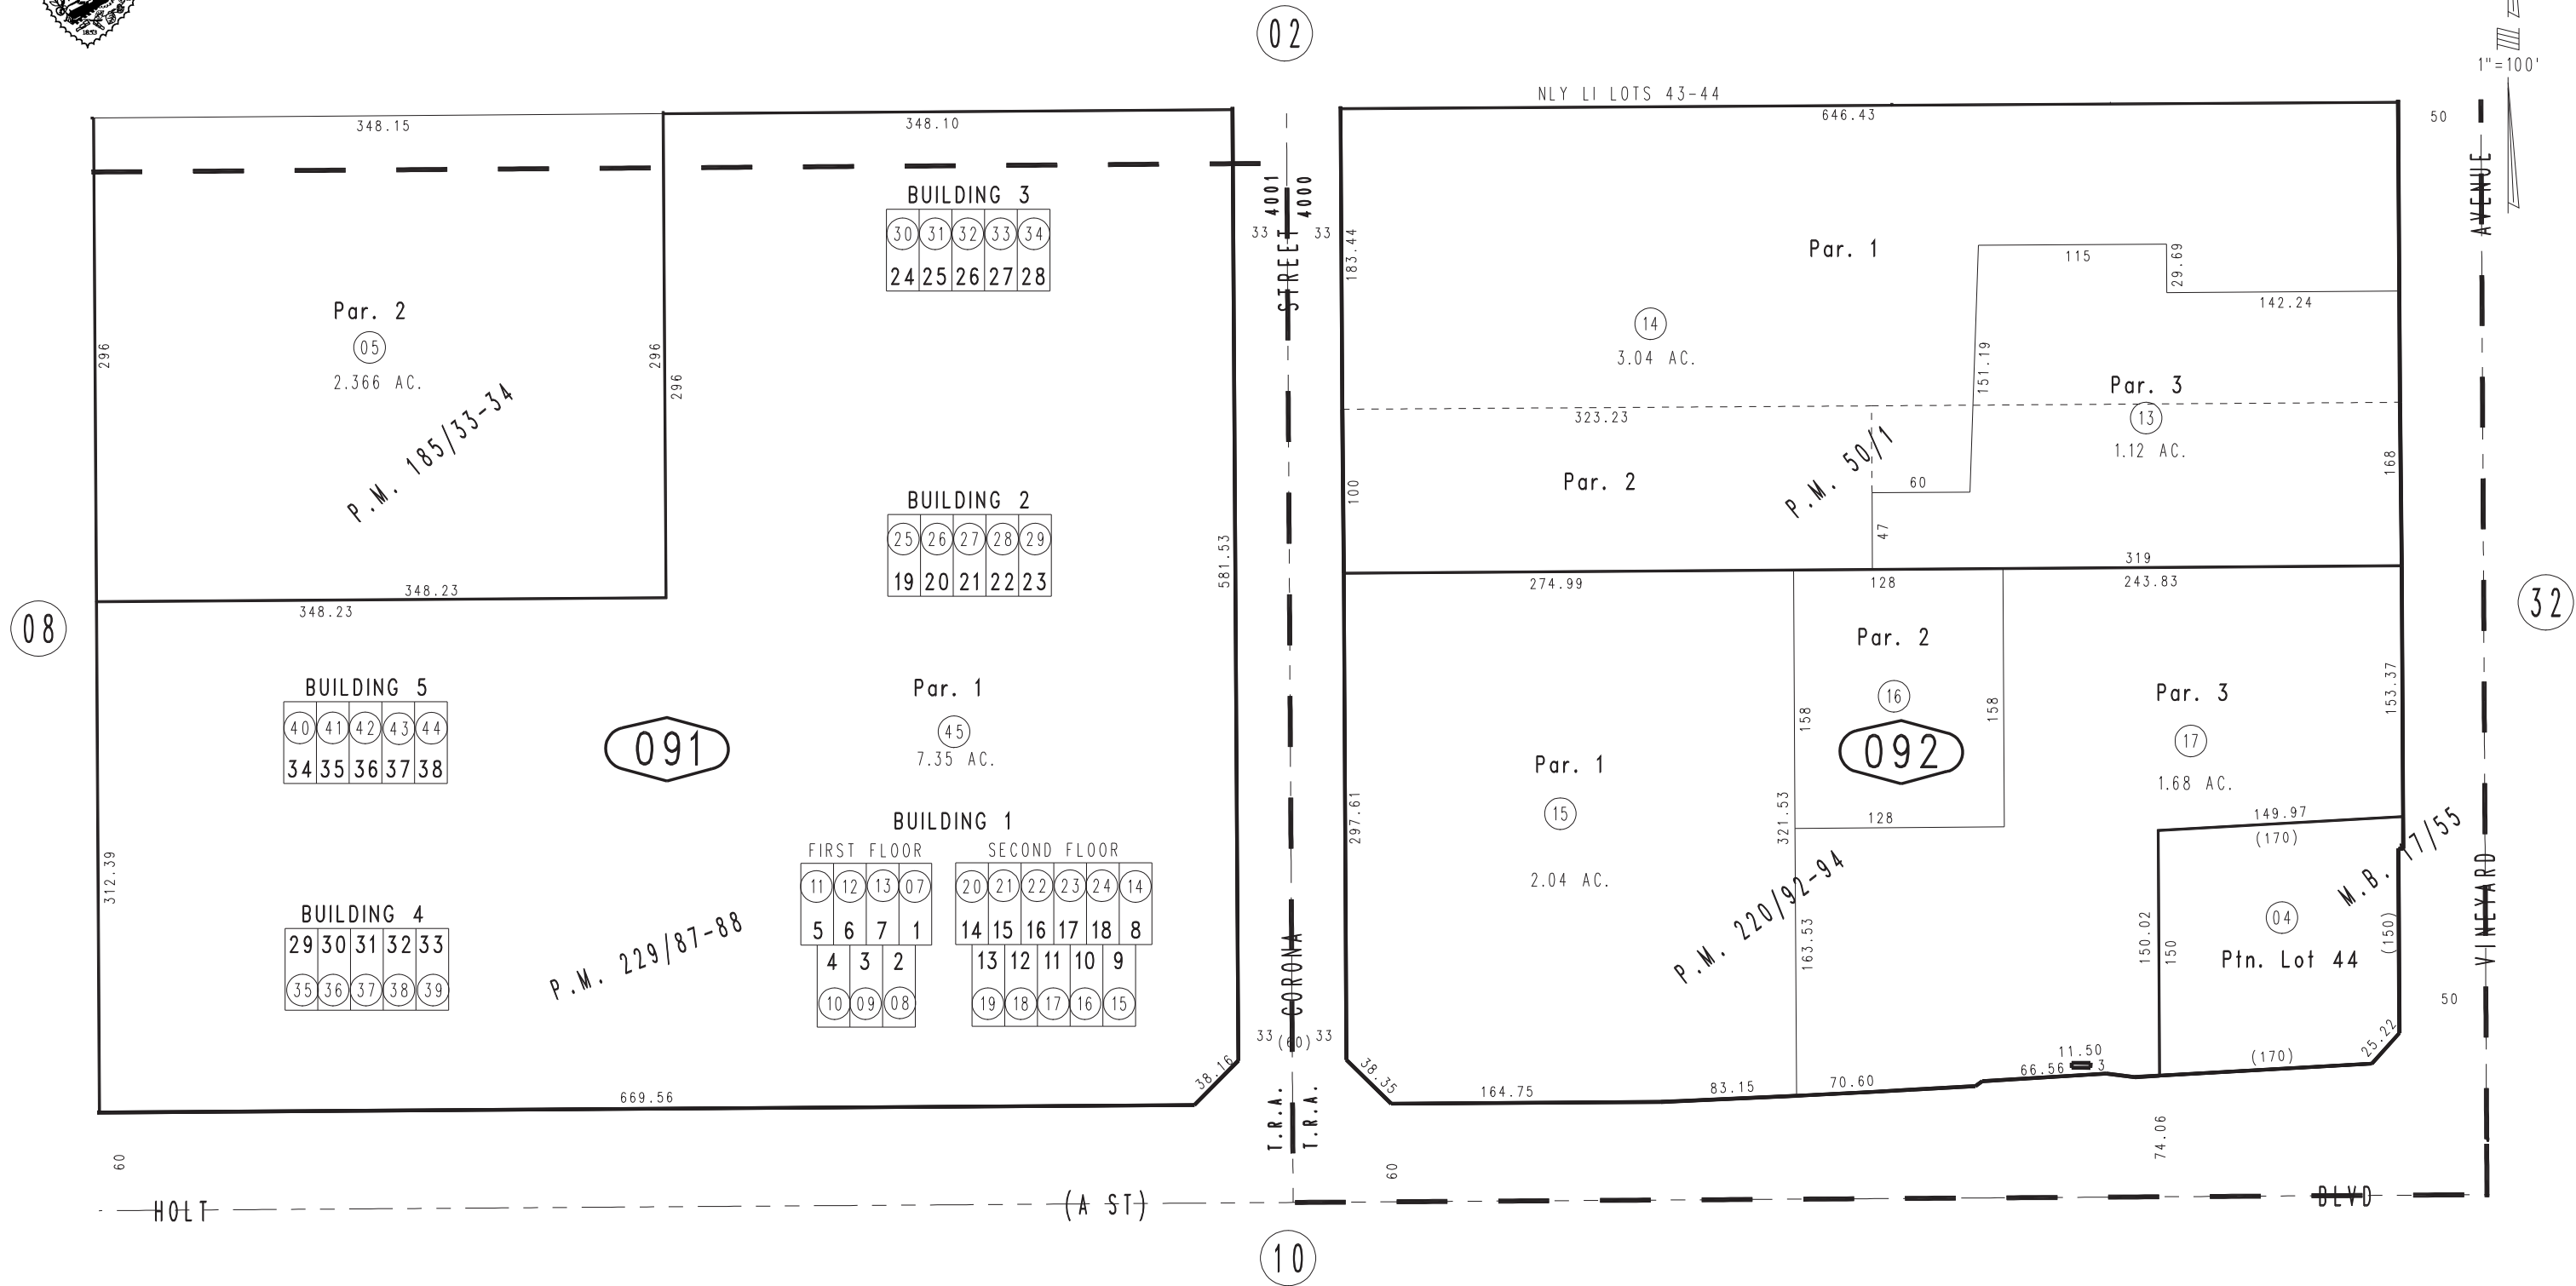 1853
02
1"=100'
NLY LI LOTS 43-44
348.15
348.10
646.43
50
AVENUE
4001
4000
33
33
STREET
BUILDING 3
30 31 32 33 34
24 25 26 27 28
183.44
Par. 1
115
29.69
142.24
Par. 2
05
2.366 AC.
296
296
296
P.M. 185/33-34
14
3.04 AC.
151.19
Par. 3
13
1.12 AC.
323.23
P.M. 50/1
Par. 2
100
60
47
168
BUILDING 2
25 26 27 28 29
19 20 21 22 23
581.53
319
348.23
348.23
274.99
128
243.83
08
32
Par. 2
16
158
158
092
128
Par. 3
17
1.68 AC.
153.37
BUILDING 5
40 41 42 43 44
34 35 36 37 38
091
Par. 1
45
7.35 AC.
Par. 1
15
2.04 AC.
297.61
321.53
163.53
P.M. 220/92-94
149.97
(170)
M.B. 17/55
VINEYARD
312.39
BUILDING 1
FIRST FLOOR
SECOND FLOOR
11 12 13 07
20 21 22 23 24 14
5 6 7 1
14 15 16 17 18 8
4 3 2
13 12 11 10 9
10 09 08
19 18 17 16 15
BUILDING 4
29 30 31 32 33
35 36 37 38 39
P.M. 229/87-88
CORONA
04
Ptn. Lot 44
150.02
150
(150)
50
33 (60) 33
38.16
38.35
25.22
11.50
3
66.56
(170)
669.56
164.75
83.15
70.60
T.R.A.
T.R.A.
74.06
60
60
HOLT
(A ST)
BLVD
10